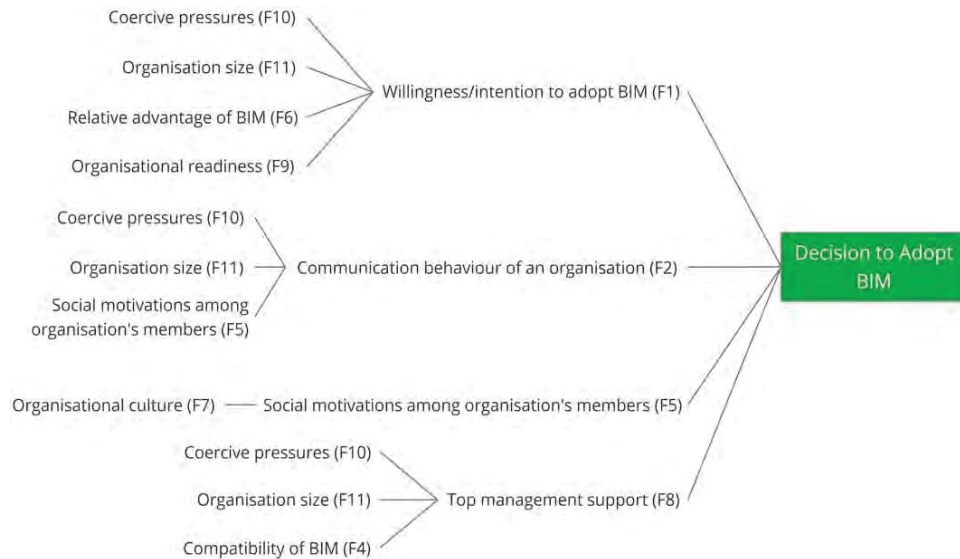 Coercive pressures (F10)
Organisation size (F11)
Relative advantage of BIM (F6)
Organisational readiness (F9)
Willingness/intention to adopt BIM (F1)
Coercive pressures (F10)
Organisation size (F11)
Social motivations among
organisation's members (F5)
Communication behaviour of an organisation (F2)
Decision to Adopt
BIM
Organisational culture (F7)
Social motivations among organisation's members (F5)
Coercive pressures (F10)
Organisation size (F11)
Compatibility of BIM (F4)
Top management support (F8)